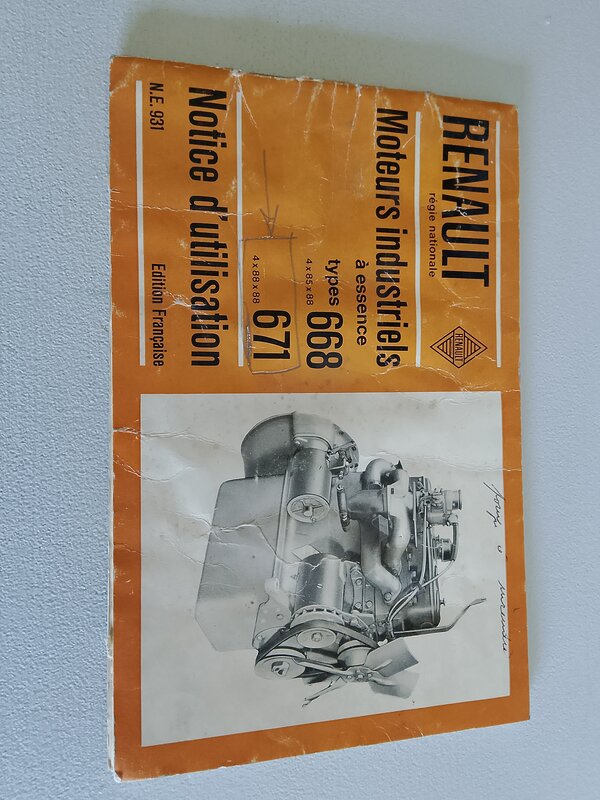 RENAULT
régie nationale
RENAULT
Moteurs industriels
à essence
types 668
4 x 85 x 88
671
4 x 88 x 88
Notice d'utilisation
N.E. 931 Edition Française
à